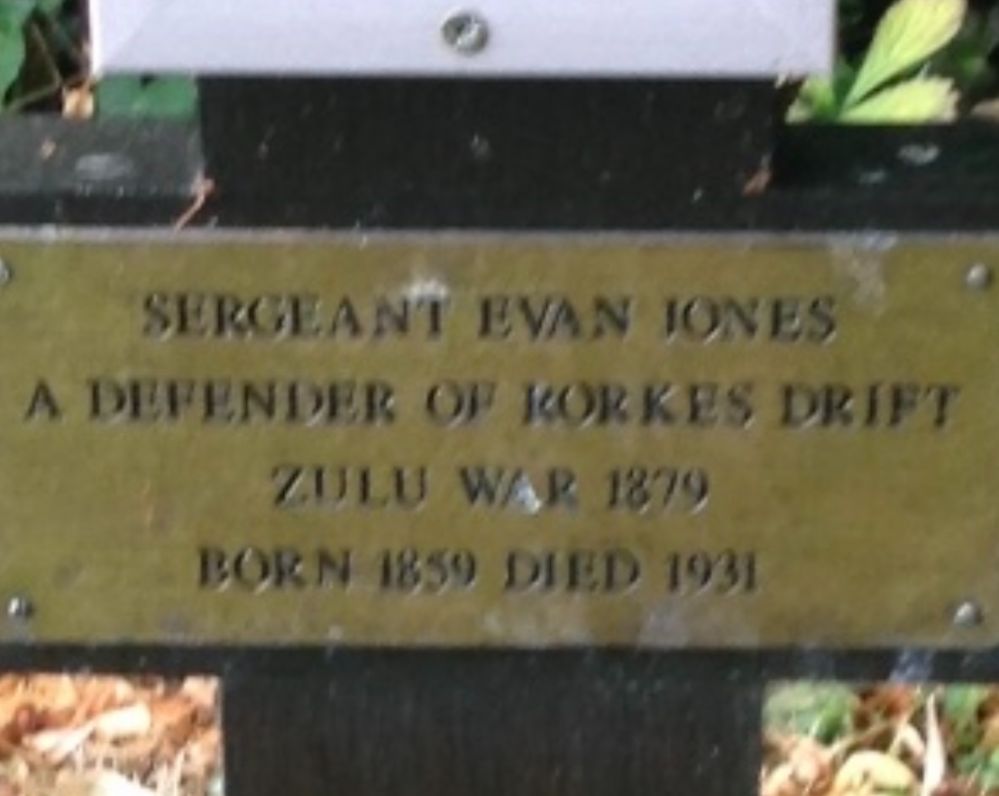 SERGEANT EVAN JONES
A DEFENDER OF RORKES DRIFT
ZULU WAR 1879
BORN 1859 DIED 1931